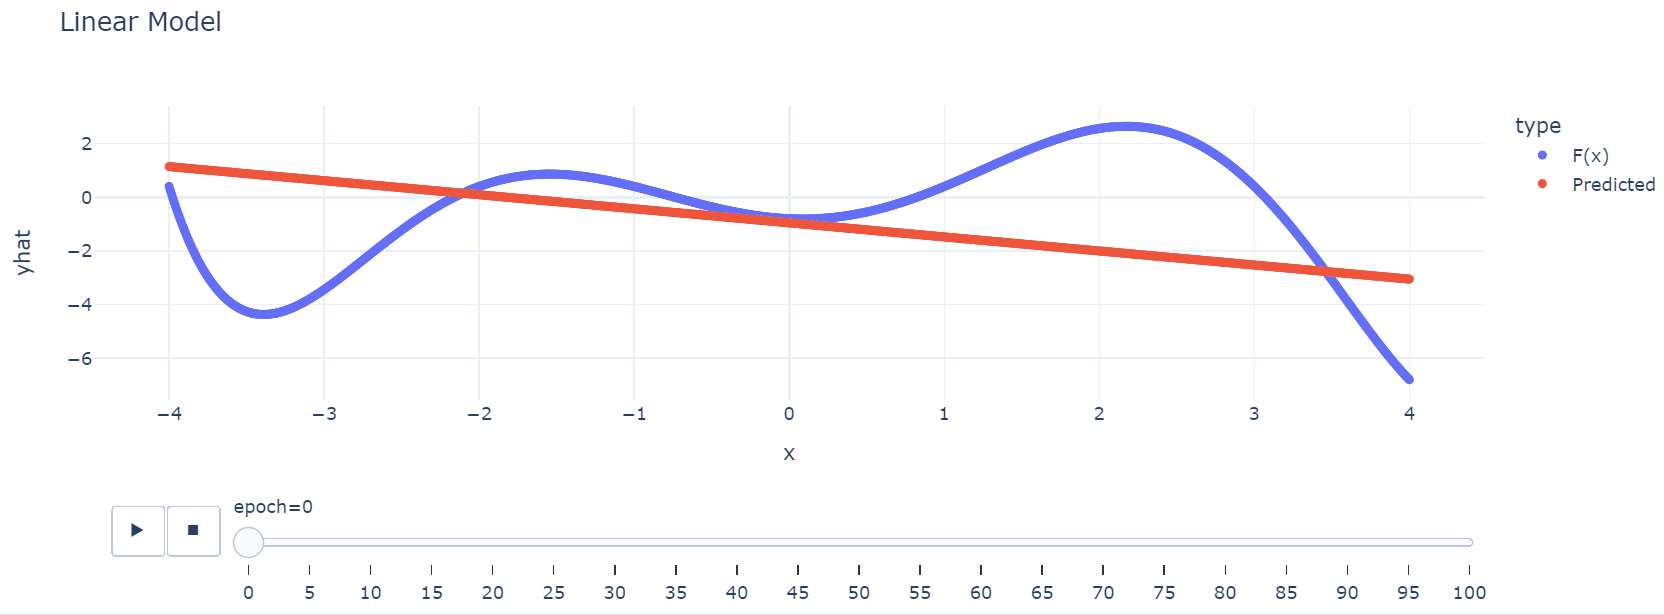 Linear Model
type
F(x)
Predicted
yhat
2
0
−2
−4
−6
−4 −3 −2 −1 0 1 2 3 4
x
epoch=0
0 5 10 15 20 25 30 35 40 45 50 55 60 65 70 75 80 85 90 95 100